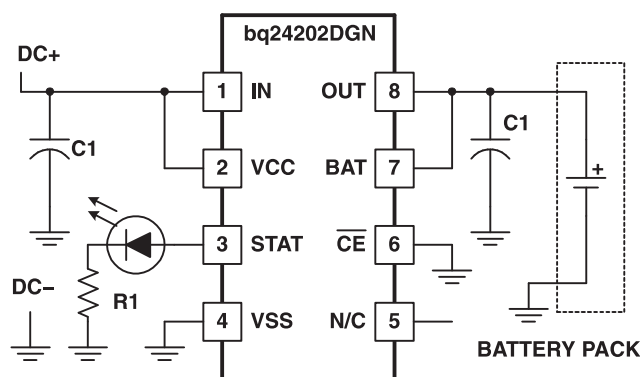 bq24202DGN
DC+
1 IN OUT 8
C1 C1
2 VCC BAT 7
+
3 STAT CE 6
DC–
R1
4 VSS N/C 5
BATTERY PACK